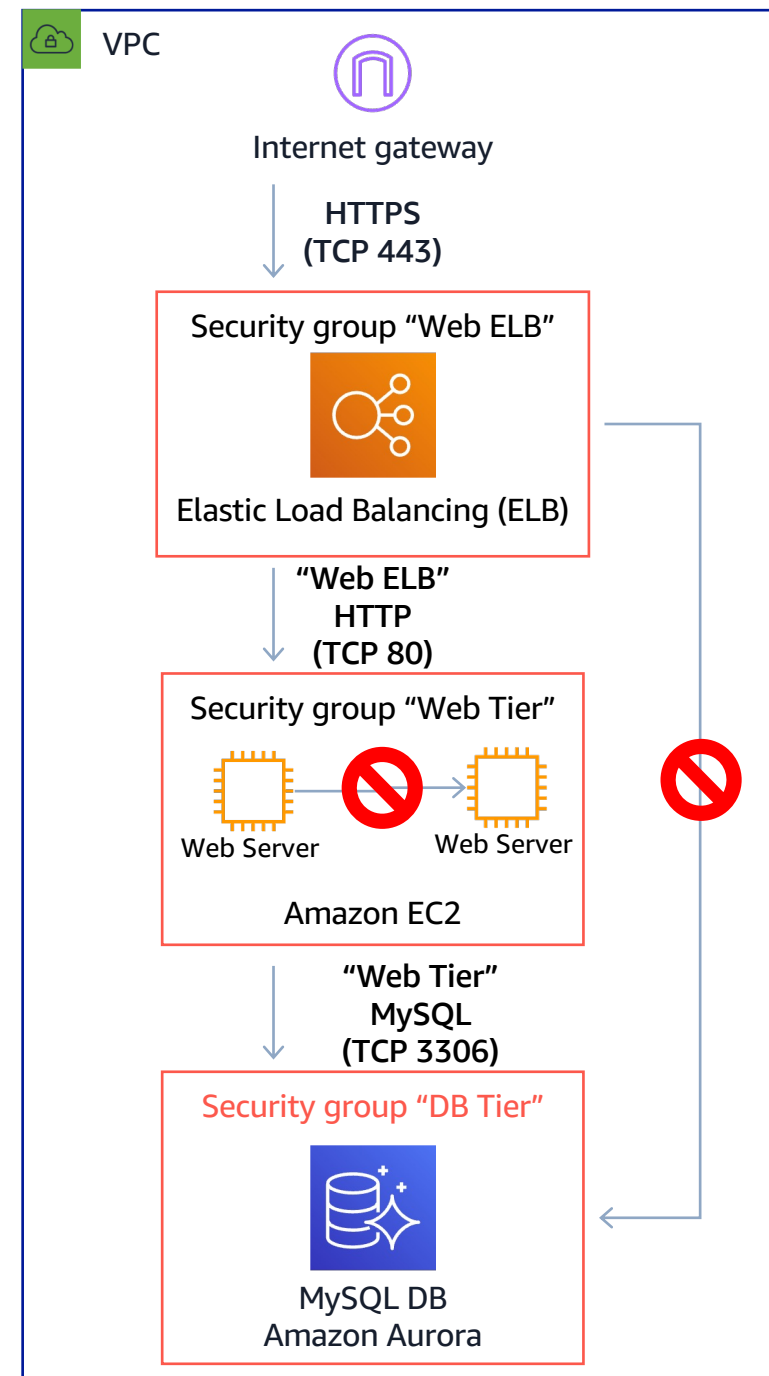 VPC
Internet gateway
HTTPS
(TCP 443)
Security group “Web ELB”
Elastic Load Balancing (ELB)
“Web ELB”
HTTP
(TCP 80)
Security group “Web Tier”
Web Server
Web Server
Amazon EC2
“Web Tier”
MySQL
(TCP 3306)
Security group “DB Tier”
MySQL DB
Amazon Aurora